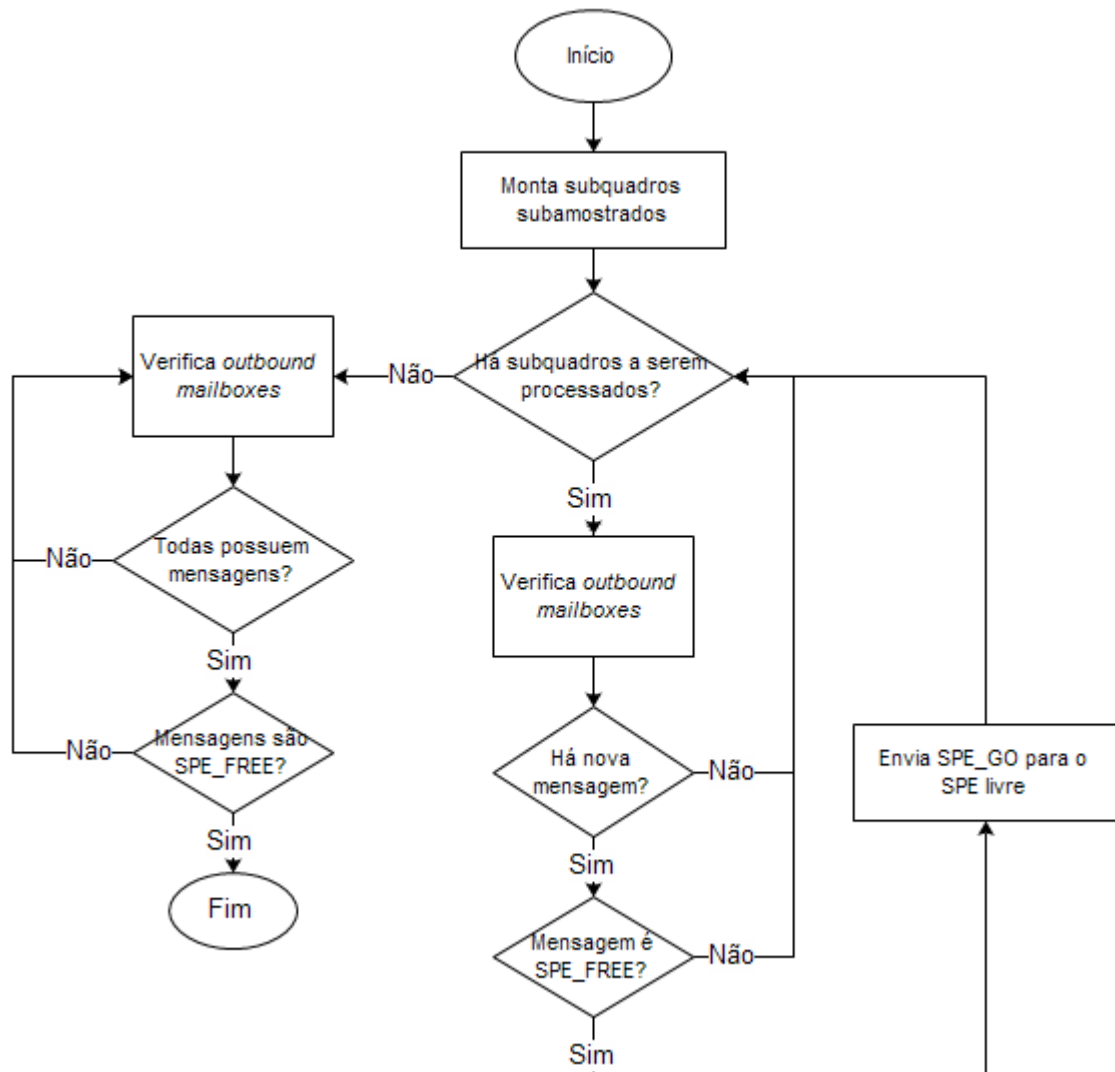 Início
Monta subquadros
subamostrados
Há subquadros a serem
processados?
Não
Verifica outbound
mailboxes
Todas possuem
mensagens?
Não
Sim
Mensagens são
SPE_FREE?
Não
Sim
Fim
Sim
Verifica outbound
mailboxes
Há nova
mensagem?
Não
Sim
Mensagem é
SPE_FREE?
Não
Sim
Envia SPE_GO para o
SPE livre